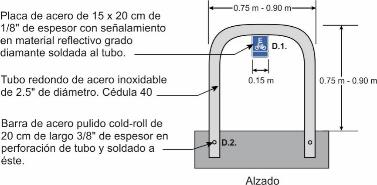 Placa de acero de 15 x 20 cm de
1/8" de espesor con señalamiento
en material reflectivo grado
diamante soldada al tubo.
Tubo redondo de acero inoxidable
de 2.5" de diámetro. Cédula 40
Barra de acero pulido cold-roll de
20 cm de largo 3/8" de espesor en
perforación de tubo y soldado a
éste.
0.75 m - 0.90 m
E
D.1.
0.15 m
0.75 m - 0.90 m
D.2.
Alzado